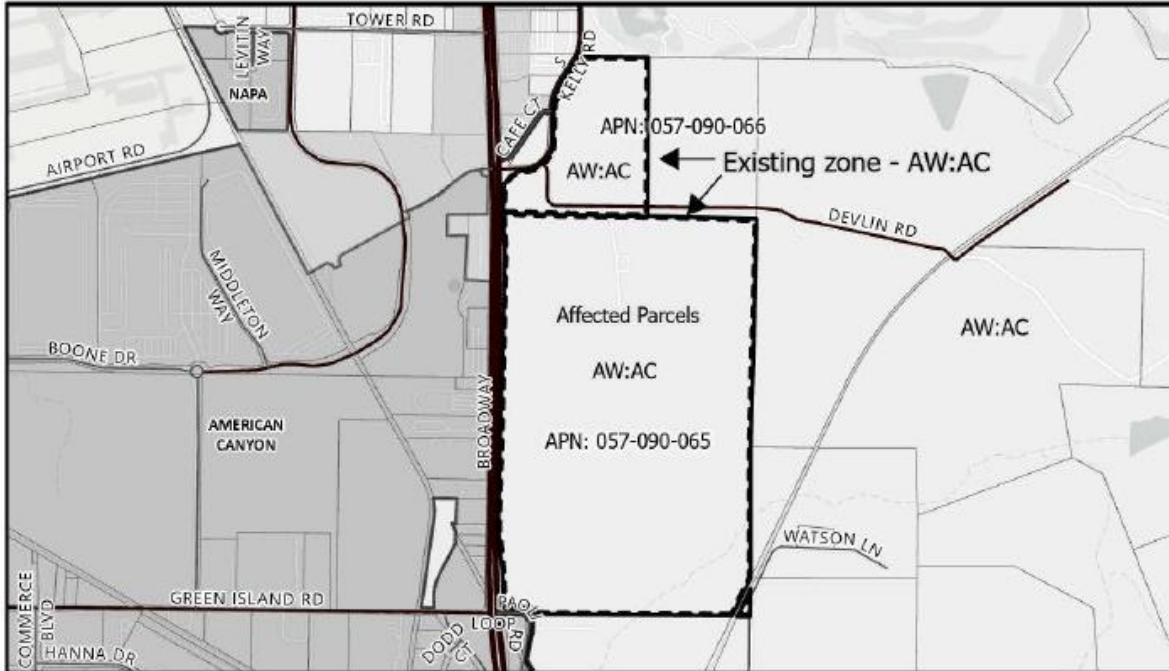 TOWER RD
LEVITIN
WAY
NAPA
S KELLY RD
CAFE CT
AIRPORT RD
APN: 057-090-066
AW:AC
Existing zone - AW:AC
DEVLIN RD
MIDDLETON
WAY
BOONE DR
AMERICAN
CANYON
BROADWAY
Affected Parcels
AW:AC
APN: 057-090-065
AW:AC
WATSON LN
GREEN ISLAND RD
PAOL
LOOP RD
DODD
CT
COMMERCE
BLVD
HANNA DR